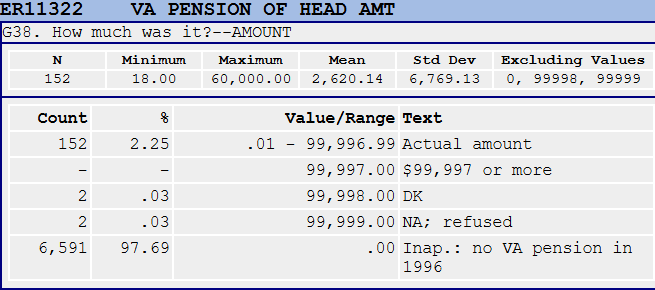 ER11322 VA PENSION OF HEAD AMT
G38. How much was it?--AMOUNT
N Minimum Maximum Mean Std Dev Excluding Values
152 18.00 60,000.00 2,620.14 6,769.13 0, 99998, 99999
Count % Value/Range Text
152 2.25 .01 - 99,996.99 Actual amount
- - 99,997.00 $99,997 or more
2 .03 99,998.00 DK
2 .03 99,999.00 NA; refused
6,591 97.69 .00 Inap.: no VA pension in
1996